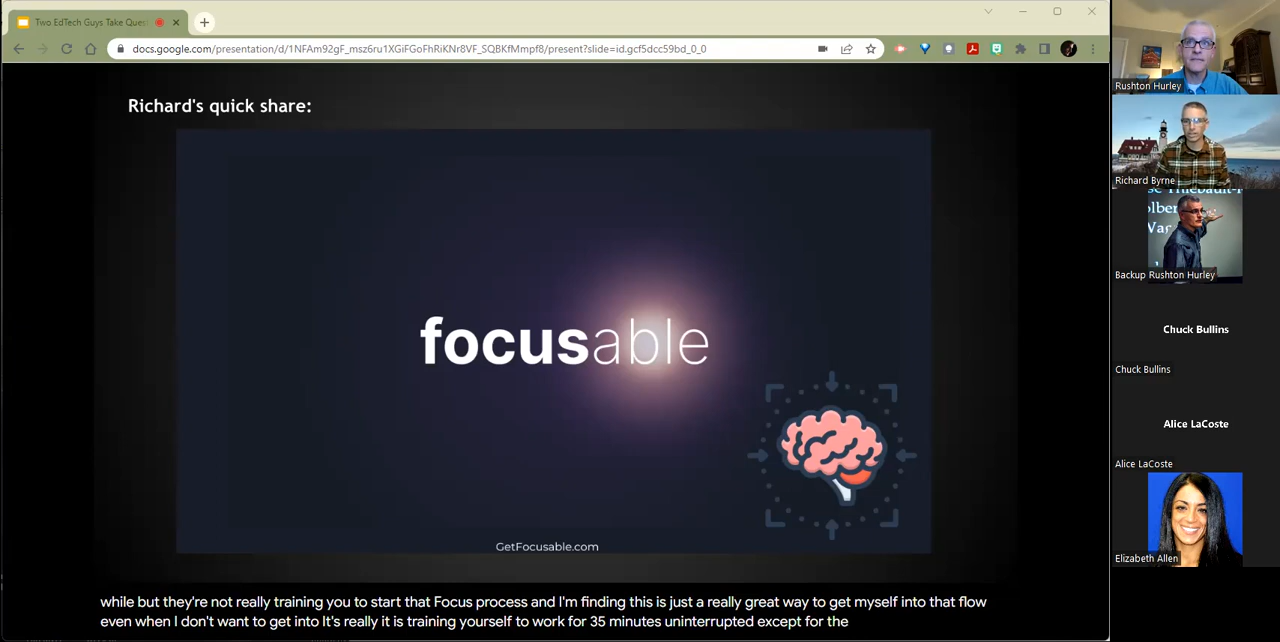 Two EdTech Guys Take Ques
docs.google.com/presentation/d/1NFAm92gF_msz6ru1XGiFGoFhRiKNr8VF_SQBKfMmpf8/present?slide=id.gcf5dcc59bd_0_0
Richard's quick share:
focusable
GetFocusable.com
while but they're not really training you to start that Focus process and I'm finding this is just a really great way to get myself into that flow
even when I don't want to get into It's really it is training yourself to work for 35 minutes uninterrupted except for the
Rushton Hurley
Richard Byrne
olber
Wag
Backup Rushton Hurley
Chuck Bullins
Chuck Bullins
Alice LaCoste
Alice LaCoste
Elizabeth Allen